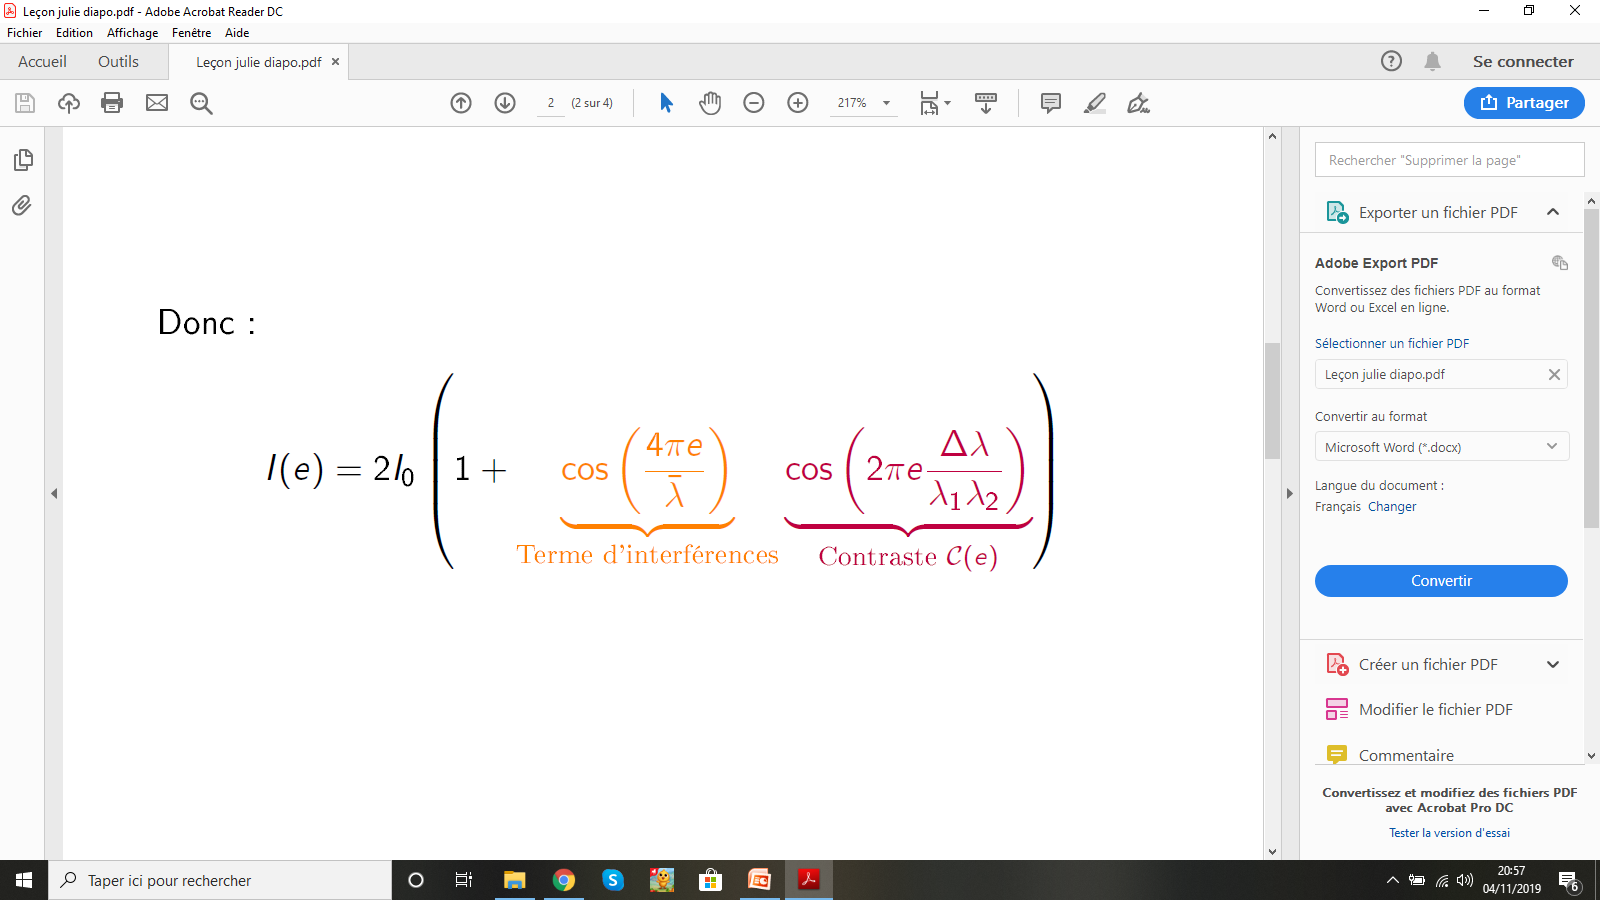 Leçon julie diapo.pdf - Adobe Acrobat Reader DC
Fichier Edition Affichage Fenêtre Aide
Accueil Outils Leçon julie diapo.pdf × Se connecter
2 (2 sur 4) 217% Partager
Rechercher "Supprimer la page"
Exporter un fichier PDF
Adobe Export PDF
Convertissez des fichiers PDF au format
Word ou Excel en ligne.
Sélectionner un fichier PDF
Leçon julie diapo.pdf
Convertir au format
Microsoft Word (*.docx)
Langue du document :
Français Changer
Convertir
Créer un fichier PDF
Modifier le fichier PDF
Commentaire
Convertissez et modifiez des fichiers PDF
avec Acrobat Pro DC
Tester la version d'essai
Donc :
I(e) = 2I₀ (1 + cos(4πe/λ̄) cos(2πe Δλ/λ₁λ₂))
Terme d'interférences Contraste C(e)
Taper ici pour rechercher
20:57
04/11/2019
6